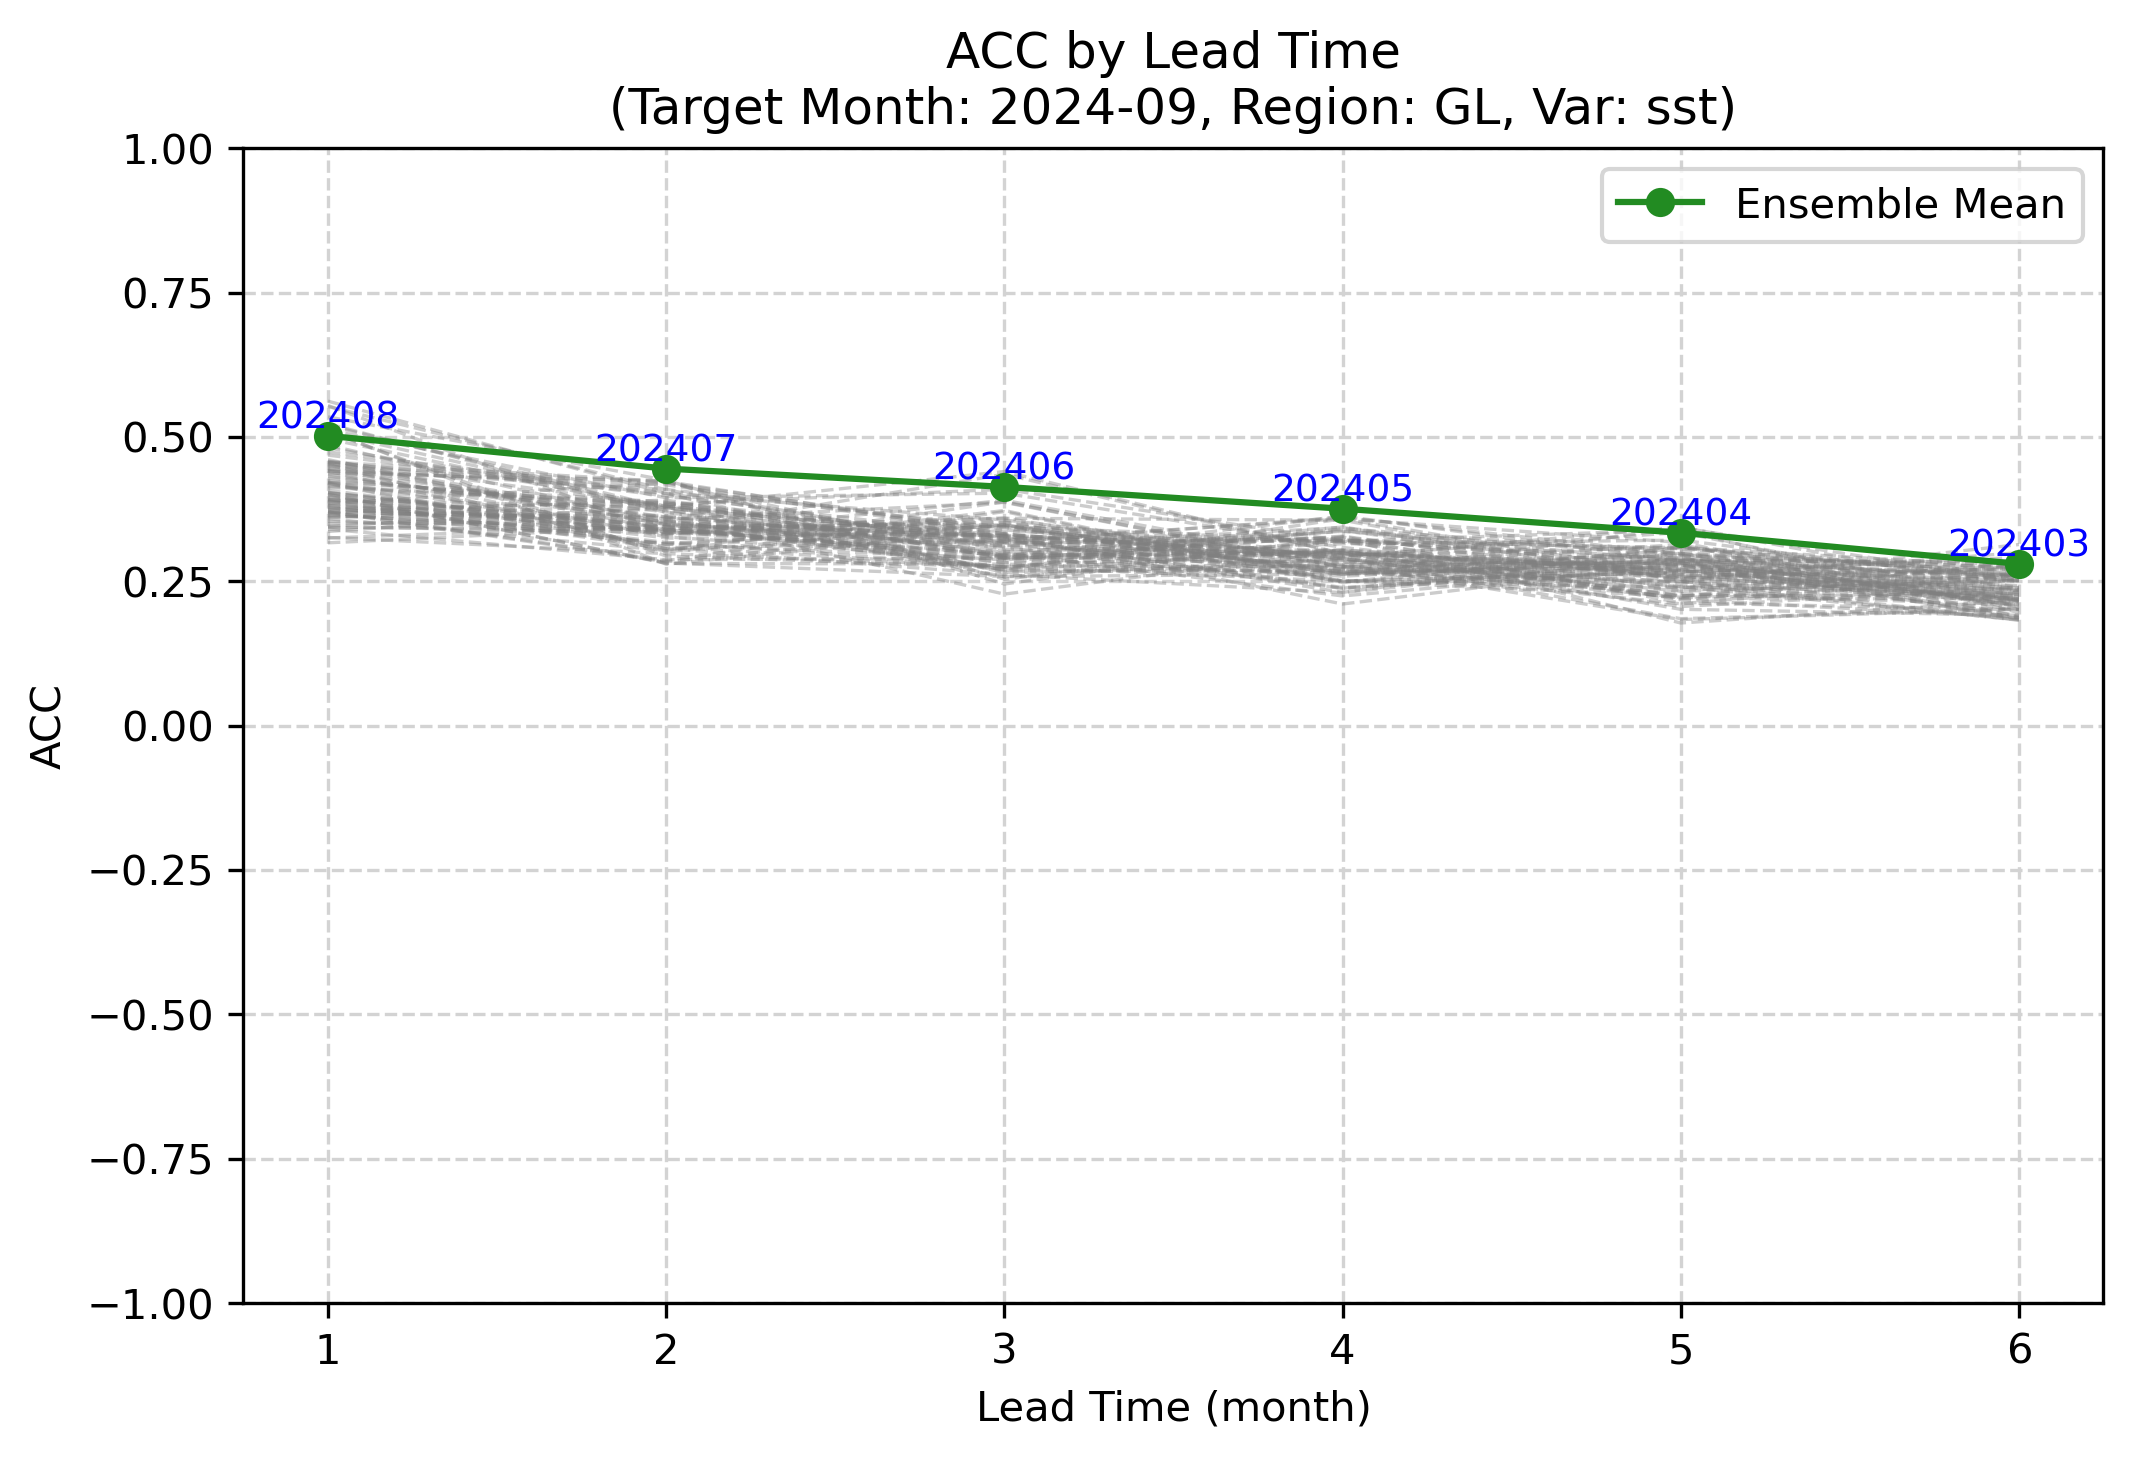 ACC by Lead Time
(Target Month: 2024-09, Region: GL, Var: sst)
1.00
0.75
0.50
0.25
0.00
−0.25
−0.50
−0.75
−1.00
ACC
Ensemble Mean
202408
202407
202406
202405
202404
202403
1 2 3 4 5 6
Lead Time (month)